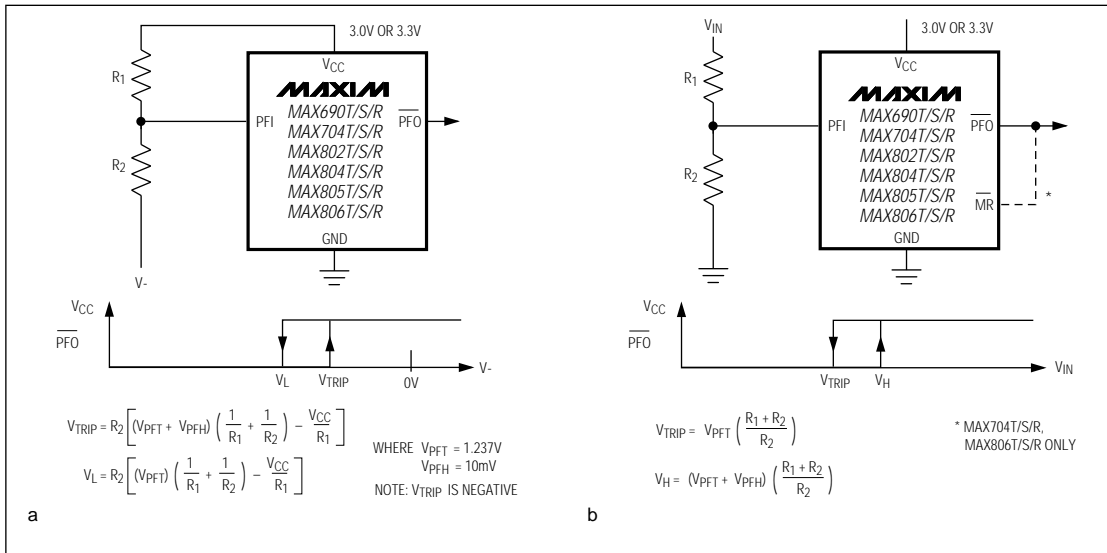 3.0V OR 3.3V
VCC
R1
MAXIM
MAX690T/S/R
PFI
PFO
MAX704T/S/R
MAX802T/S/R
R2
MAX804T/S/R
MAX805T/S/R
MAX806T/S/R
GND
V-
VCC
PFO
VL
VTRIP
0V
V-
VTRIP = R2 [(VPFT + VPFH) (1/R1 + 1/R2) – VCC/R1]
VL = R2 [(VPFT) (1/R1 + 1/R2) – VCC/R1]
WHERE VPFT = 1.237V
VPFH = 10mV
NOTE: VTRIP IS NEGATIVE
a
VIN
3.0V OR 3.3V
VCC
R1
MAXIM
MAX690T/S/R
PFI
PFO
MAX704T/S/R
MAX802T/S/R
R2
MAX804T/S/R
MAX805T/S/R
MR
*
MAX806T/S/R
GND
VCC
PFO
VTRIP
VH
VIN
VTRIP = VPFT (R1 + R2/R2)
VH = (VPFT + VPFH) (R1 + R2/R2)
* MAX704T/S/R,
MAX806T/S/R ONLY
b